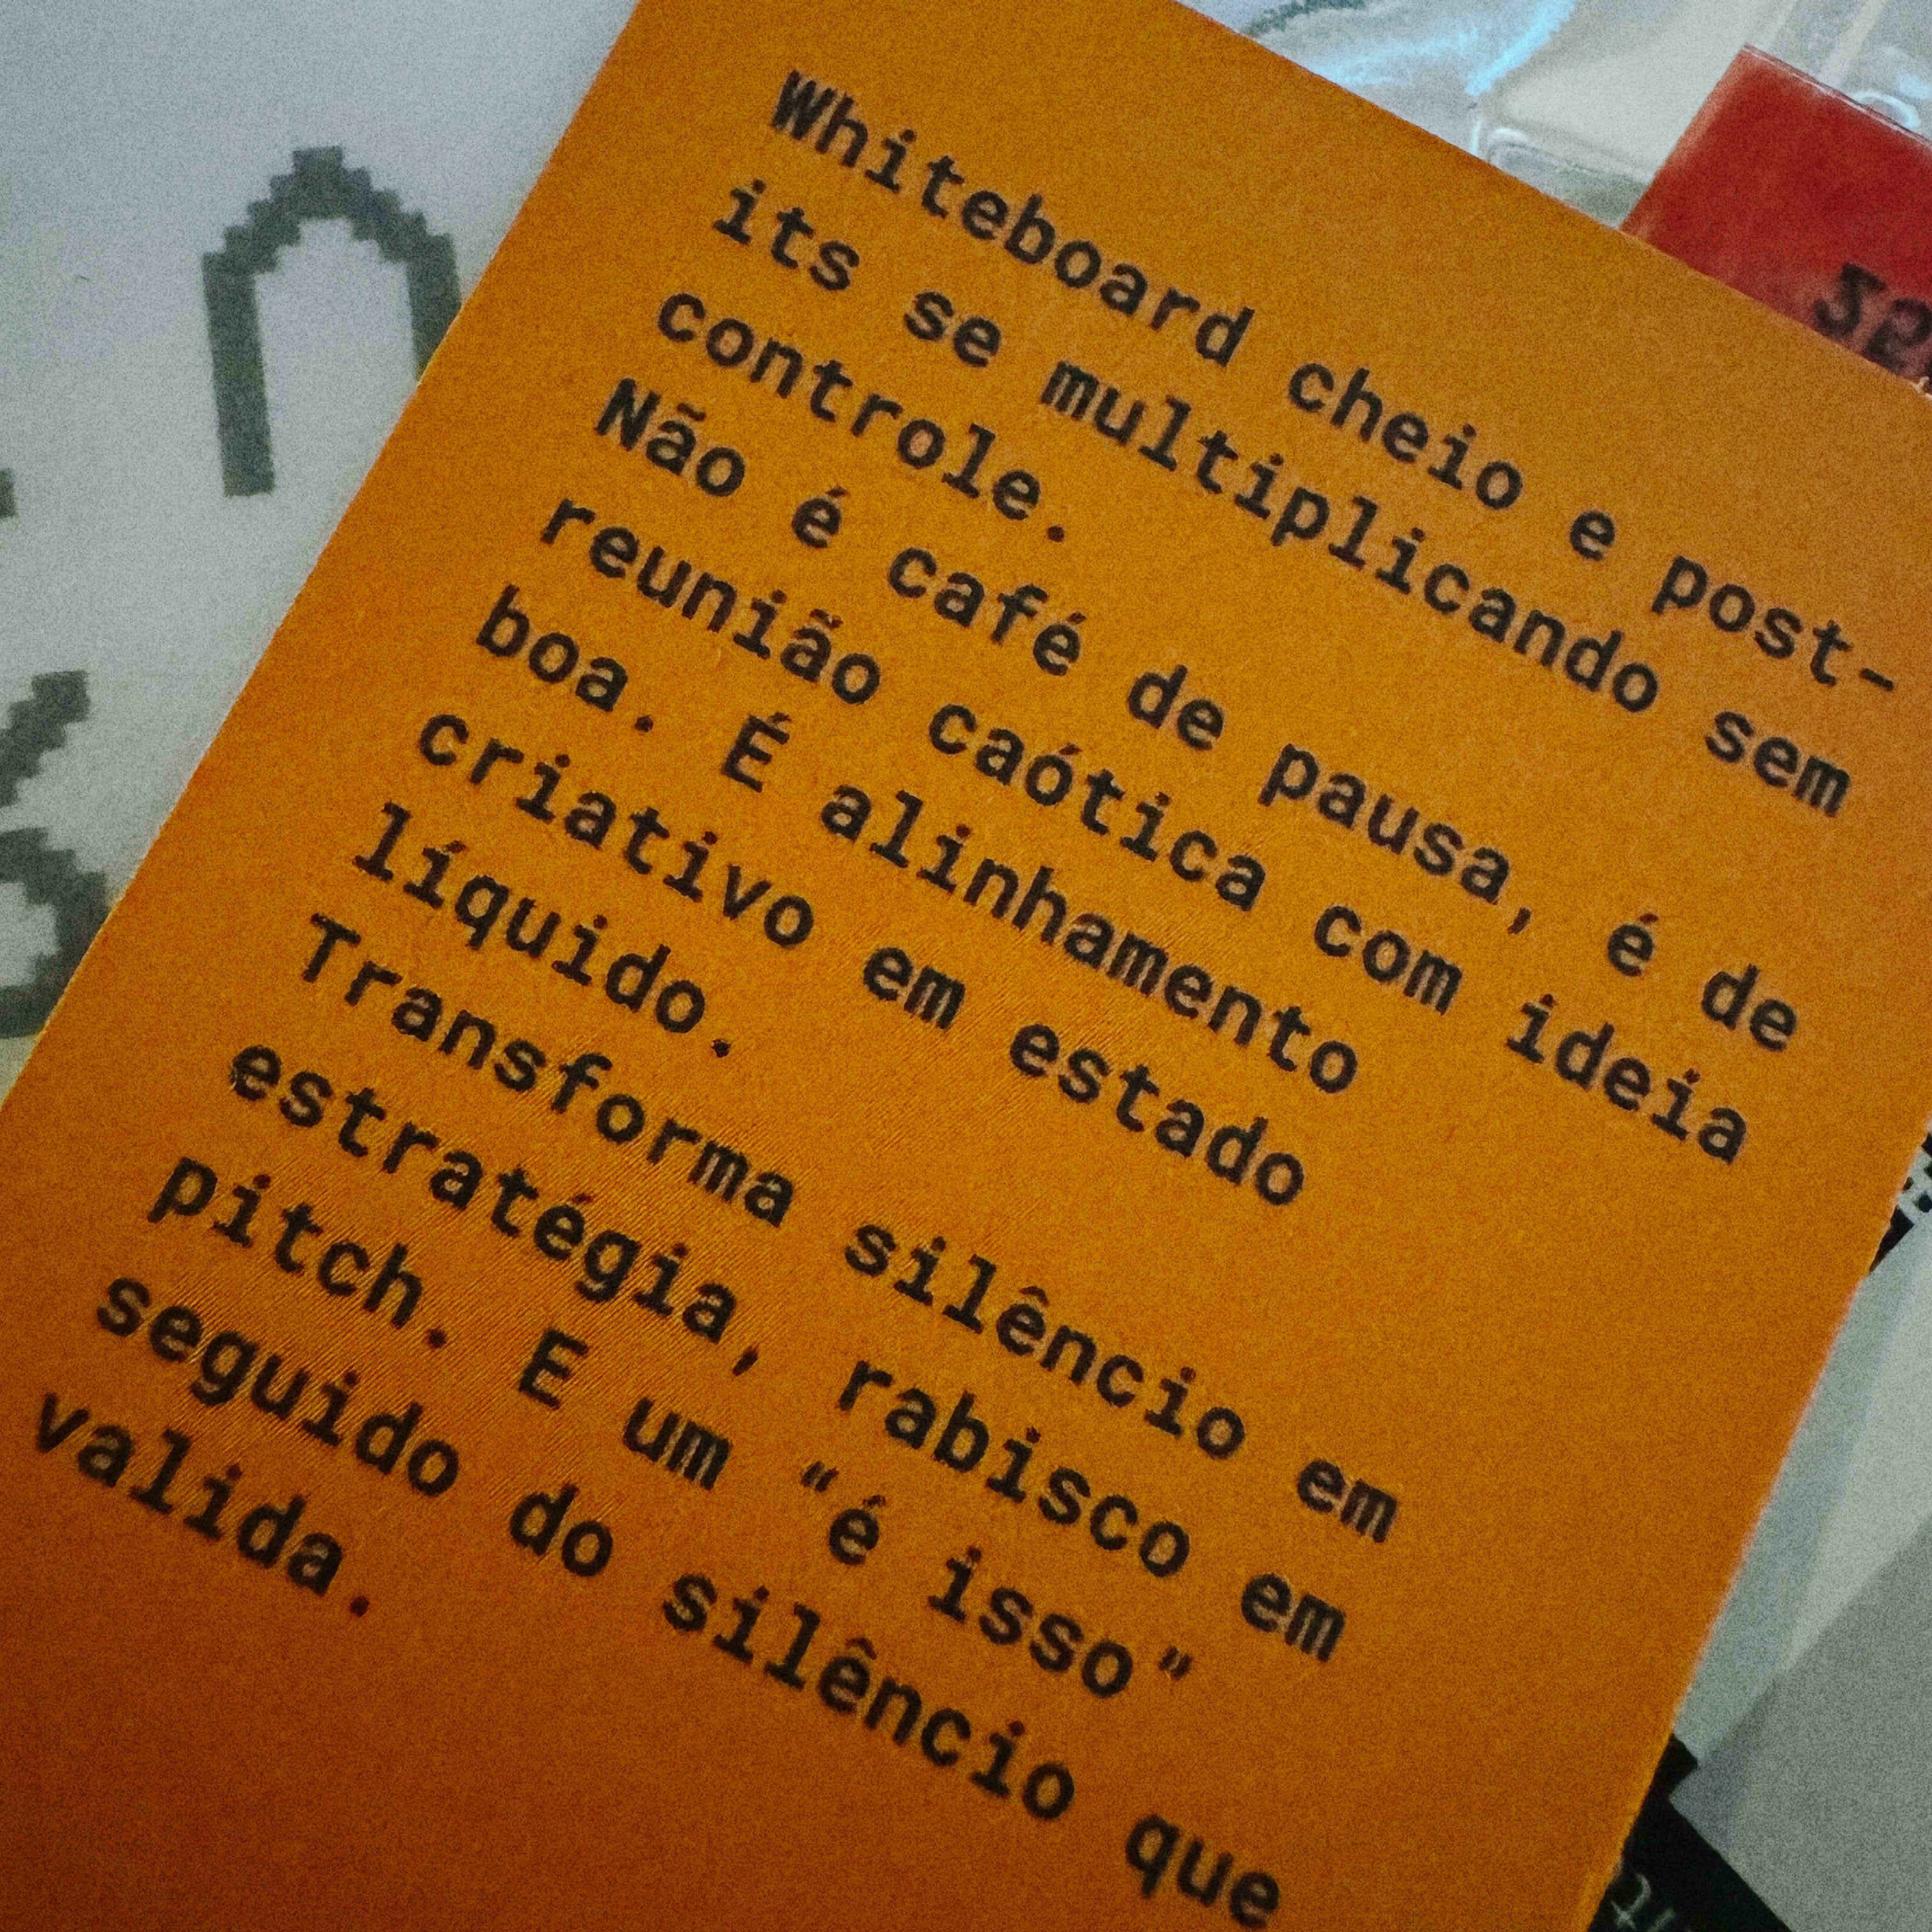 Whiteboard cheio e post-
its se multiplicando sem
controle.
Não é café de pausa, é de
reunião caótica com ideia
boa. É alinhamento
criativo em estado
líquido.
Transforma silêncio em
estratégia, rabisco em
pitch. E um “é isso”
seguido do silêncio que
valida.